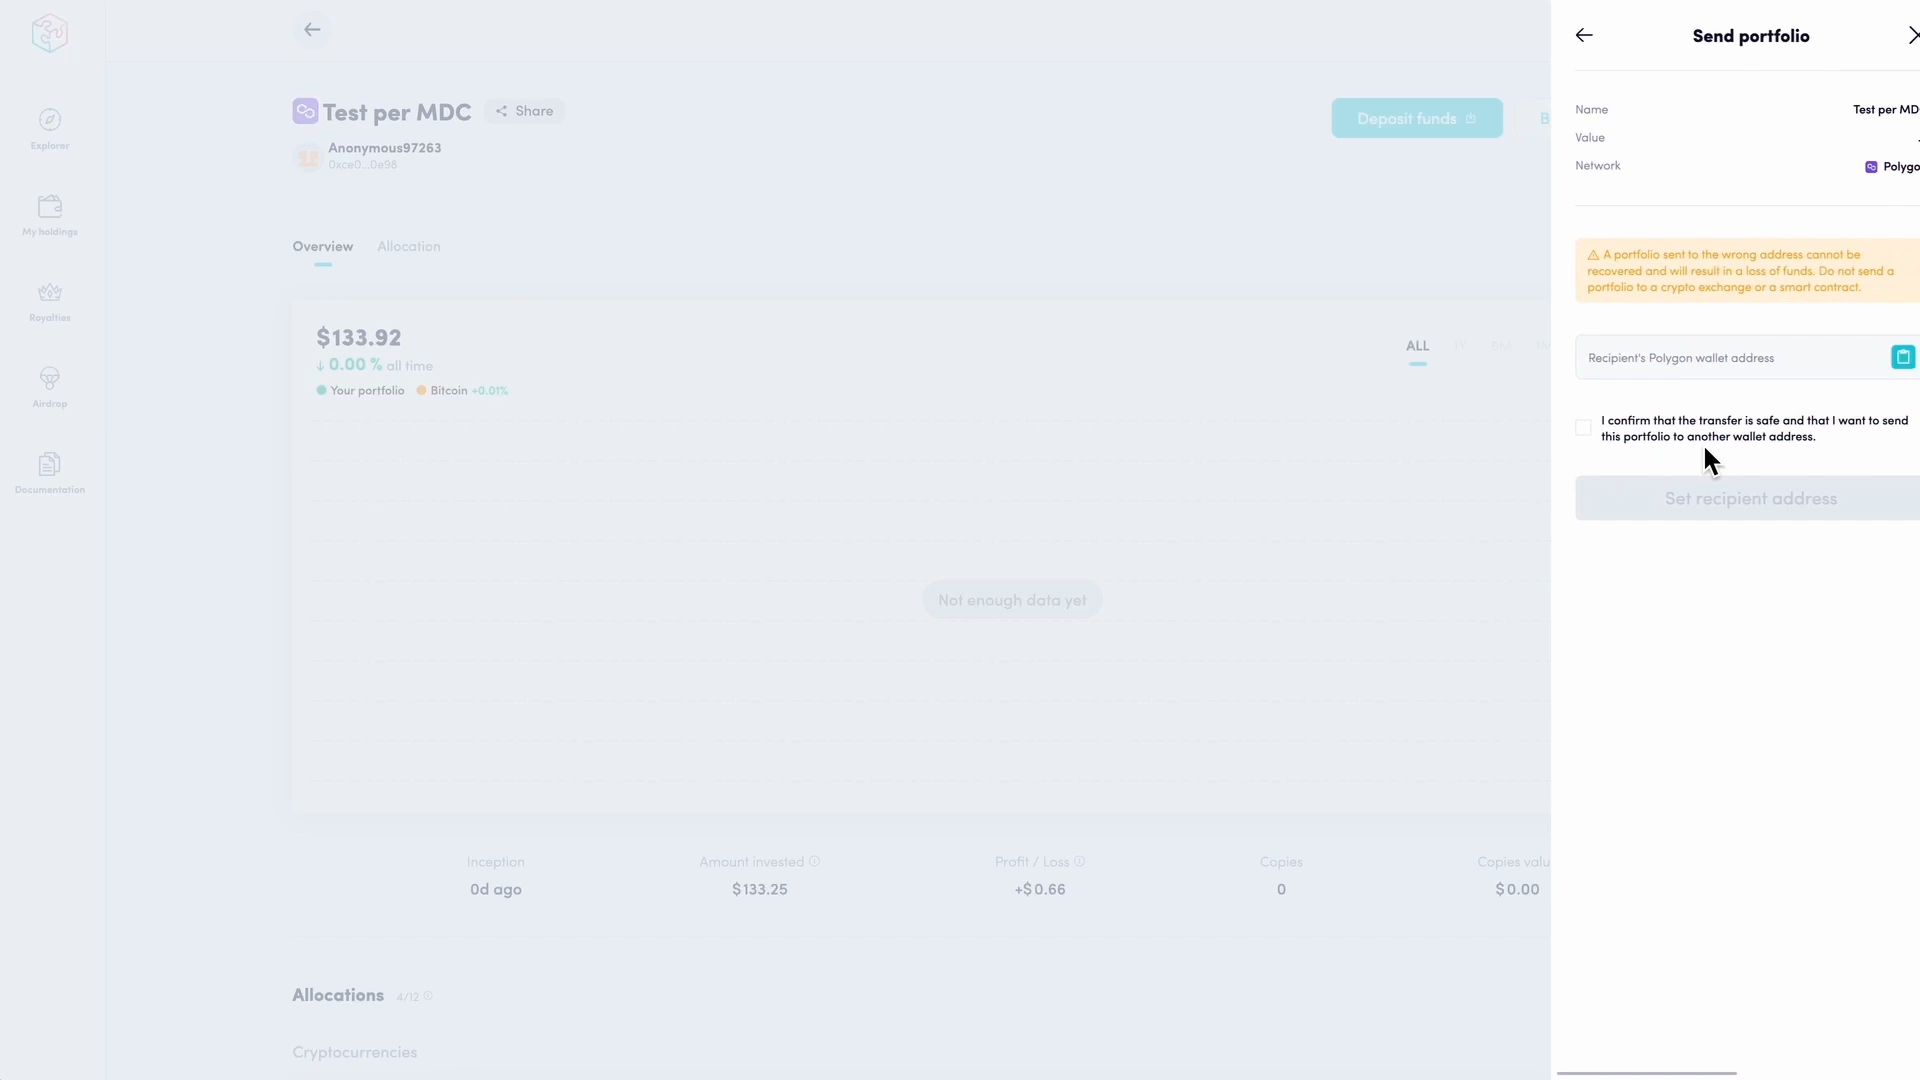 Explorer
My holdings
Royalties
Airdrop
Documentation
Test per MDC
Share
Anonymous97263
0xce0...0e98
Deposit funds
B
Overview
Allocation
$133.92
↓ 0.00 % all time
Your portfolio
Bitcoin +0.01%
ALL
1Y
6M
1M
Not enough data yet
Inception
0d ago
Amount invested
$133.25
Profit / Loss
+$0.66
Copies
0
Copies valu
$0.00
Allocations 4/12
Cryptocurrencies
Send portfolio
Name
Test per MD
Value
Network
Polygo
A portfolio sent to the wrong address cannot be
recovered and will result in a loss of funds. Do not send a
portfolio to a crypto exchange or a smart contract.
Recipient's Polygon wallet address
I confirm that the transfer is safe and that I want to send
this portfolio to another wallet address.
Set recipient address